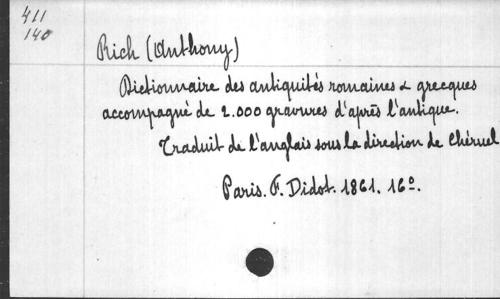 411
140
Rich (Anthony)
Dictionnaire des antiquités romaines & grecques
accompagné de 2.000 gravures d'après l'antique.
Traduit de l'anglais sous la direction de Chéruel
Paris. F. Didot. 1861. 16º.